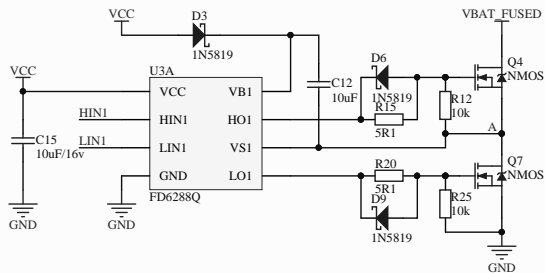 VCC
D3
1N5819
VBAT_FUSED
VCC
U3A
VCC
VB1
HIN1
HIN1
HO1
LIN1
LIN1
VS1
GND
LO1
FD6288Q
C15
10uF/16v
GND
GND
C12
10uF
D6
1N5819
R15
5R1
R12
10k
Q4
NMOS
A
R20
5R1
D9
1N5819
R25
10k
Q7
NMOS
GND